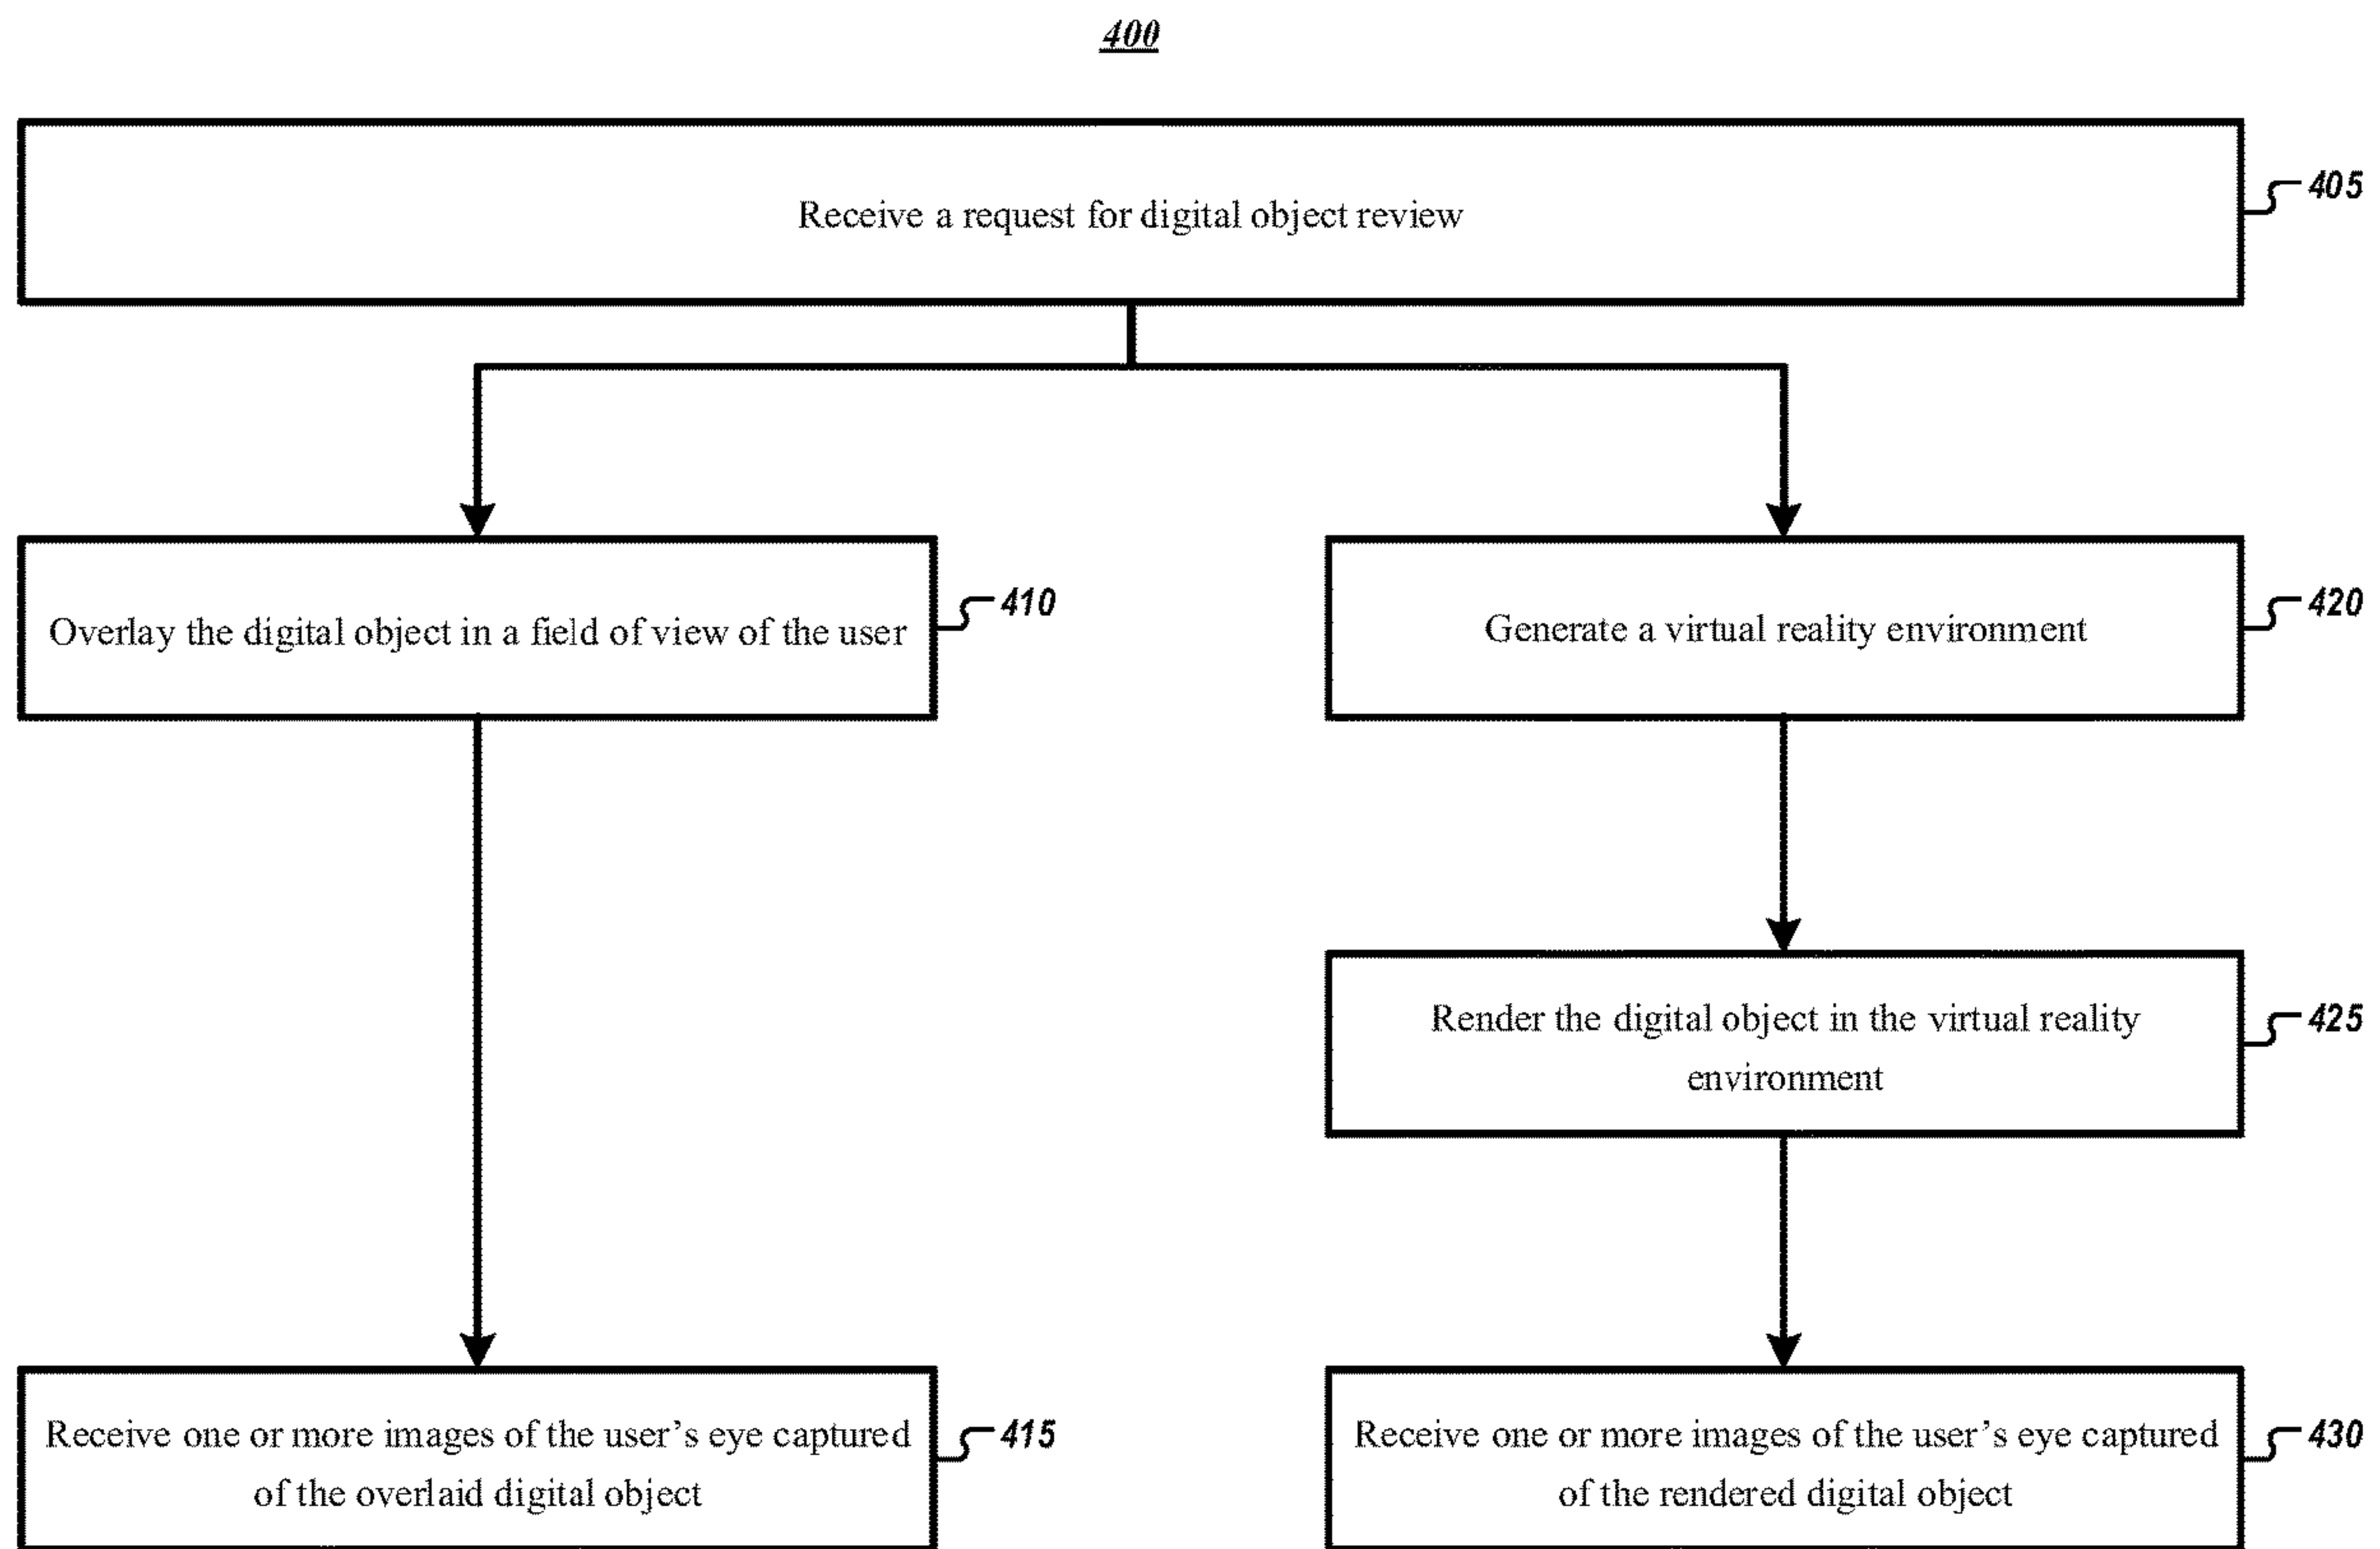 400
Receive a request for digital object review
405
Overlay the digital object in a field of view of the user
410
Generate a virtual reality environment
420
Render the digital object in the virtual reality
environment
425
Receive one or more images of the user’s eye captured
of the overlaid digital object
415
Receive one or more images of the user’s eye captured
of the rendered digital object
430